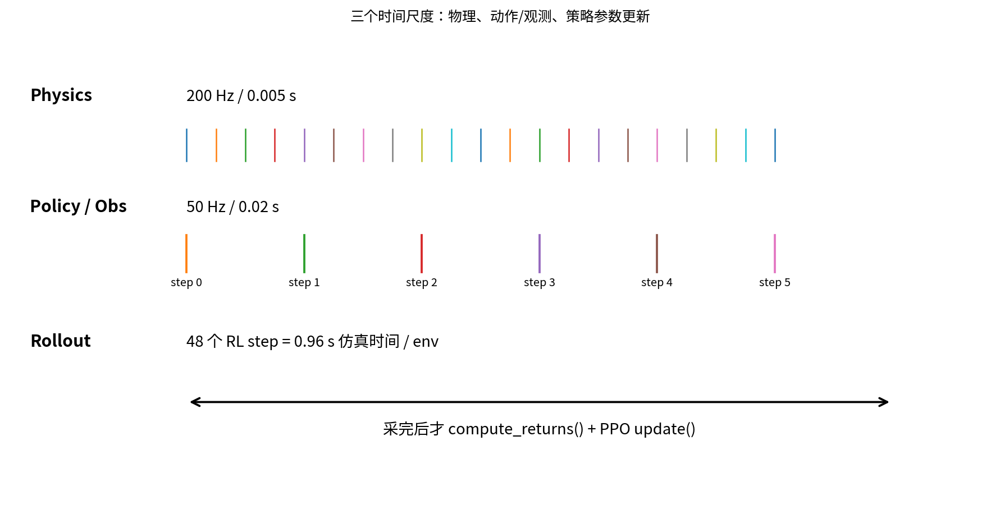 三个时间尺度：物理、动作/观测、策略参数更新
Physics
200 Hz / 0.005 s
Policy / Obs
50 Hz / 0.02 s
step 0
step 1
step 2
step 3
step 4
step 5
Rollout
48 个 RL step = 0.96 s 仿真时间 / env
采完后才 compute_returns() + PPO update()